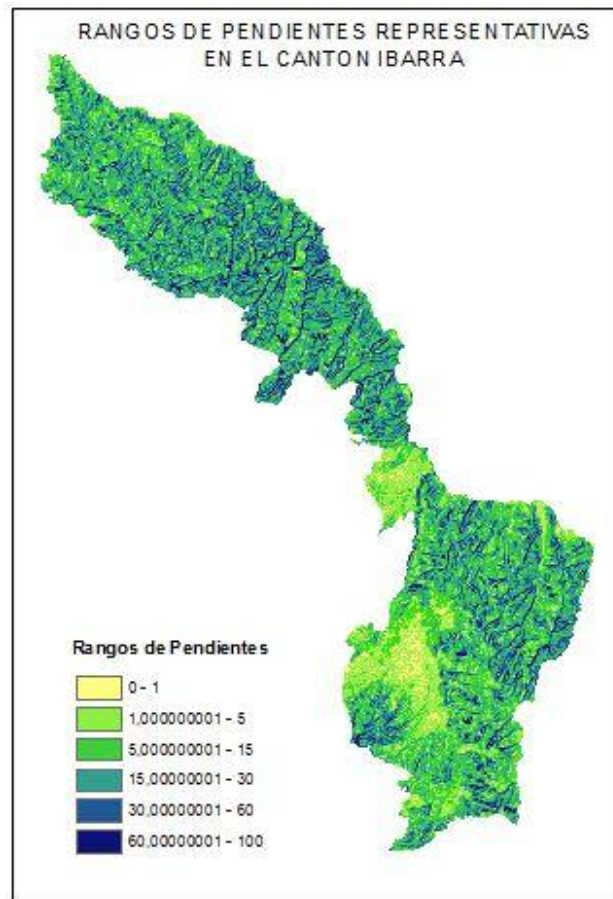 RANGOS DE PENDIENTES REPRESENTATIVAS
EN EL CANTON IBARRA
Rangos de Pendientes
0 - 1
1,000000001 - 5
5,000000001 - 15
15,00000001 - 30
30,00000001 - 60
60,00000001 - 100